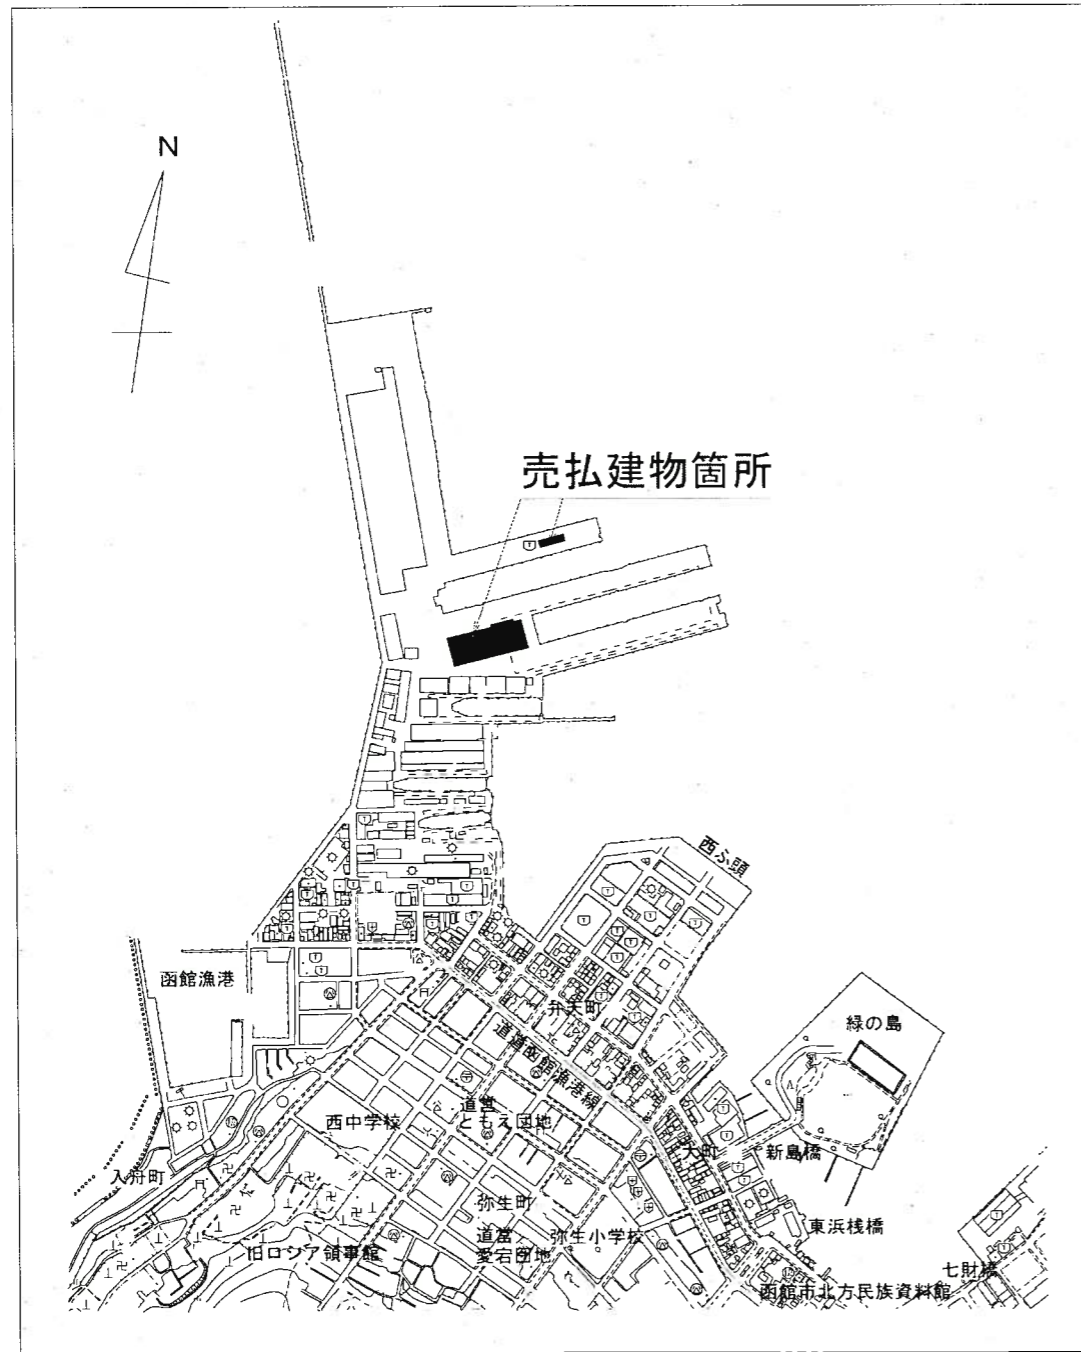 N
売払建物箇所
西ふ頭
函館漁港
弁天町
緑の島
道道函館漁港線
西中学校
道営
ともえ団地
大町
新島橋
入舟町
弥生町
東浜桟橋
道営
愛宕団地
弥生小学校
旧ロシア領事館
七財橋
函館市北方民族資料館